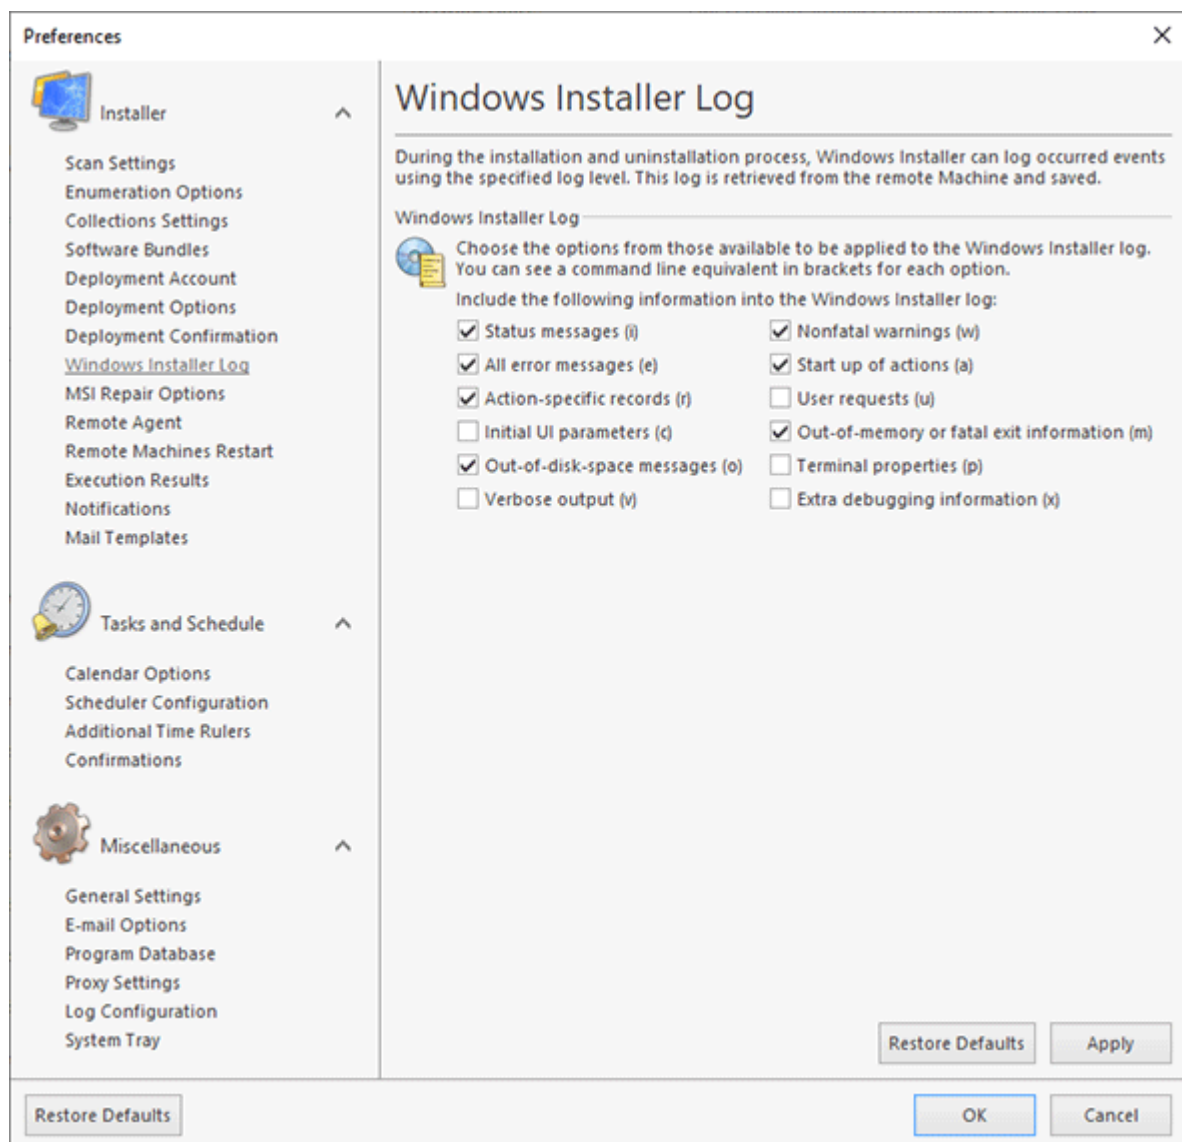 Preferences
Installer
Scan Settings
Enumeration Options
Collections Settings
Software Bundles
Deployment Account
Deployment Options
Deployment Confirmation
Windows Installer Log
MSI Repair Options
Remote Agent
Remote Machines Restart
Execution Results
Notifications
Mail Templates
Tasks and Schedule
Calendar Options
Scheduler Configuration
Additional Time Rulers
Confirmations
Miscellaneous
General Settings
E-mail Options
Program Database
Proxy Settings
Log Configuration
System Tray
Windows Installer Log
During the installation and uninstallation process, Windows Installer can log occurred events
using the specified log level. This log is retrieved from the remote Machine and saved.
Windows Installer Log
Choose the options from those available to be applied to the Windows Installer log.
You can see a command line equivalent in brackets for each option.
Include the following information into the Windows Installer log:
Status messages (i)
Nonfatal warnings (w)
All error messages (e)
Start up of actions (a)
Action-specific records (r)
User requests (u)
Initial UI parameters (c)
Out-of-memory or fatal exit information (m)
Out-of-disk-space messages (o)
Terminal properties (p)
Verbose output (v)
Extra debugging information (x)
Restore Defaults
Apply
Restore Defaults
OK
Cancel